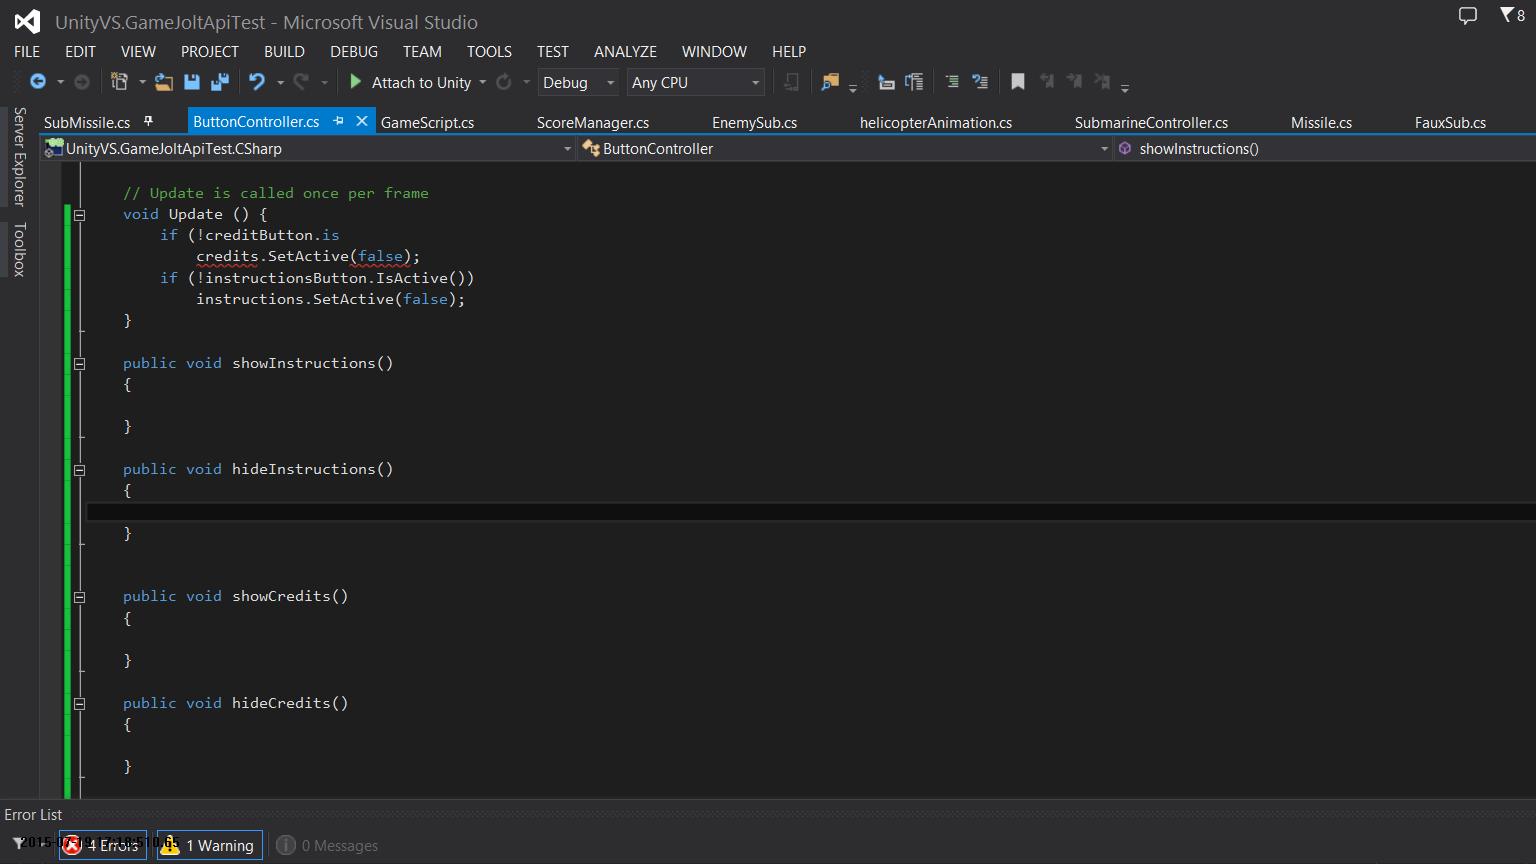 UnityVS.GameJoltApiTest - Microsoft Visual Studio
8
FILE EDIT VIEW PROJECT BUILD DEBUG TEAM TOOLS TEST ANALYZE WINDOW HELP
Attach to Unity Debug Any CPU
Server Explorer
Toolbox
SubMissile.cs ButtonController.cs GameScript.cs ScoreManager.cs EnemySub.cs helicopterAnimation.cs SubmarineController.cs Missile.cs FauxSub.cs
UnityVS.GameJoltApiTest.CSharp ButtonController showInstructions()
// Update is called once per frame
void Update () {
if (!creditButton.is
credits.SetActive(false);
if (!instructionsButton.IsActive())
instructions.SetActive(false);
}
public void showInstructions()
{
}
public void hideInstructions()
{
}
public void showCredits()
{
}
public void hideCredits()
{
}
Error List
4 Errors 1 Warning 0 Messages